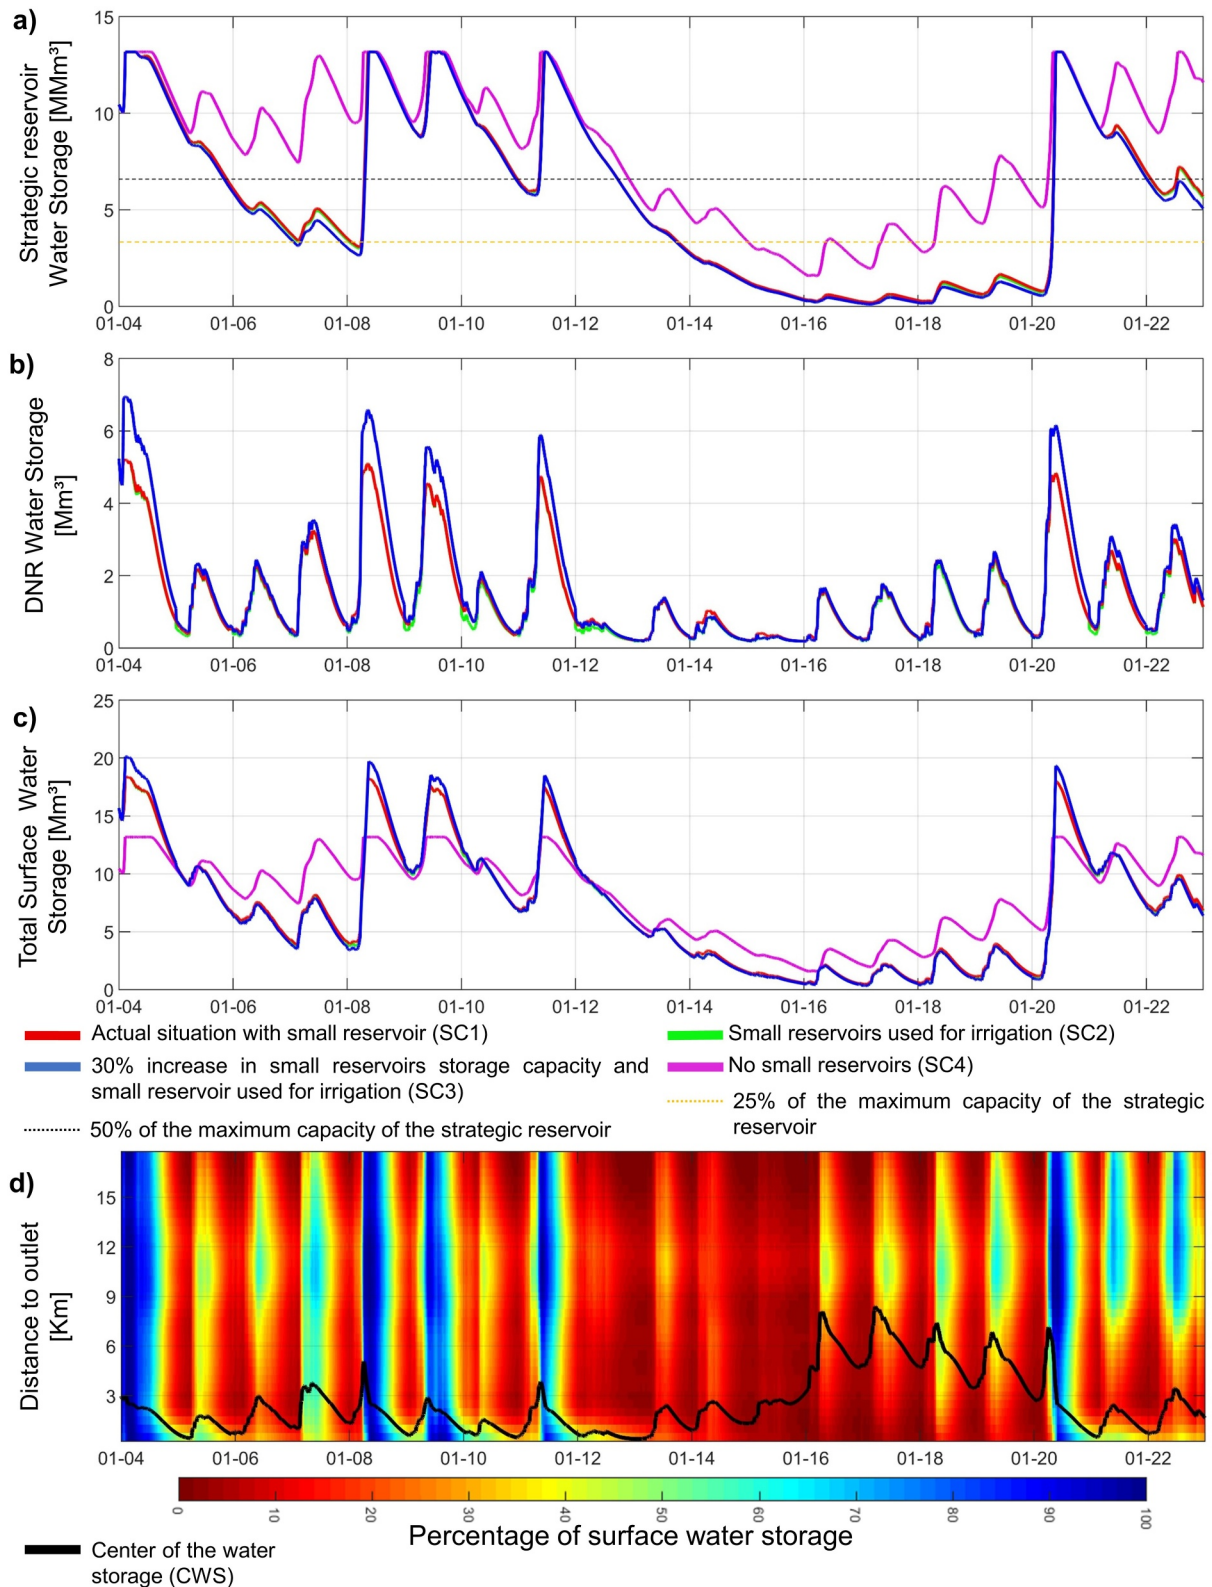 a)
Strategic reservoir
Water Storage [MMm³]
15
10
5
0
01-04 01-06 01-08 01-10 01-12 01-14 01-16 01-18 01-20 01-22
b)
DNR Water Storage
[Mm³]
8
6
4
2
0
01-04 01-06 01-08 01-10 01-12 01-14 01-16 01-18 01-20 01-22
c)
Total Surface Water
Storage [Mm³]
25
20
15
10
5
0
01-04 01-06 01-08 01-10 01-12 01-14 01-16 01-18 01-20 01-22
Actual situation with small reservoir (SC1)
Small reservoirs used for irrigation (SC2)
30% increase in small reservoirs storage capacity and
small reservoir used for irrigation (SC3)
No small reservoirs (SC4)
25% of the maximum capacity of the strategic
reservoir
50% of the maximum capacity of the strategic reservoir
d)
Distance to outlet
[Km]
15
12
9
6
3
01-04 01-06 01-08 01-10 01-12 01-14 01-16 01-18 01-20 01-22
0 10 20 30 40 50 60 70 80 90 100
Percentage of surface water storage
Center of the water
storage (CWS)